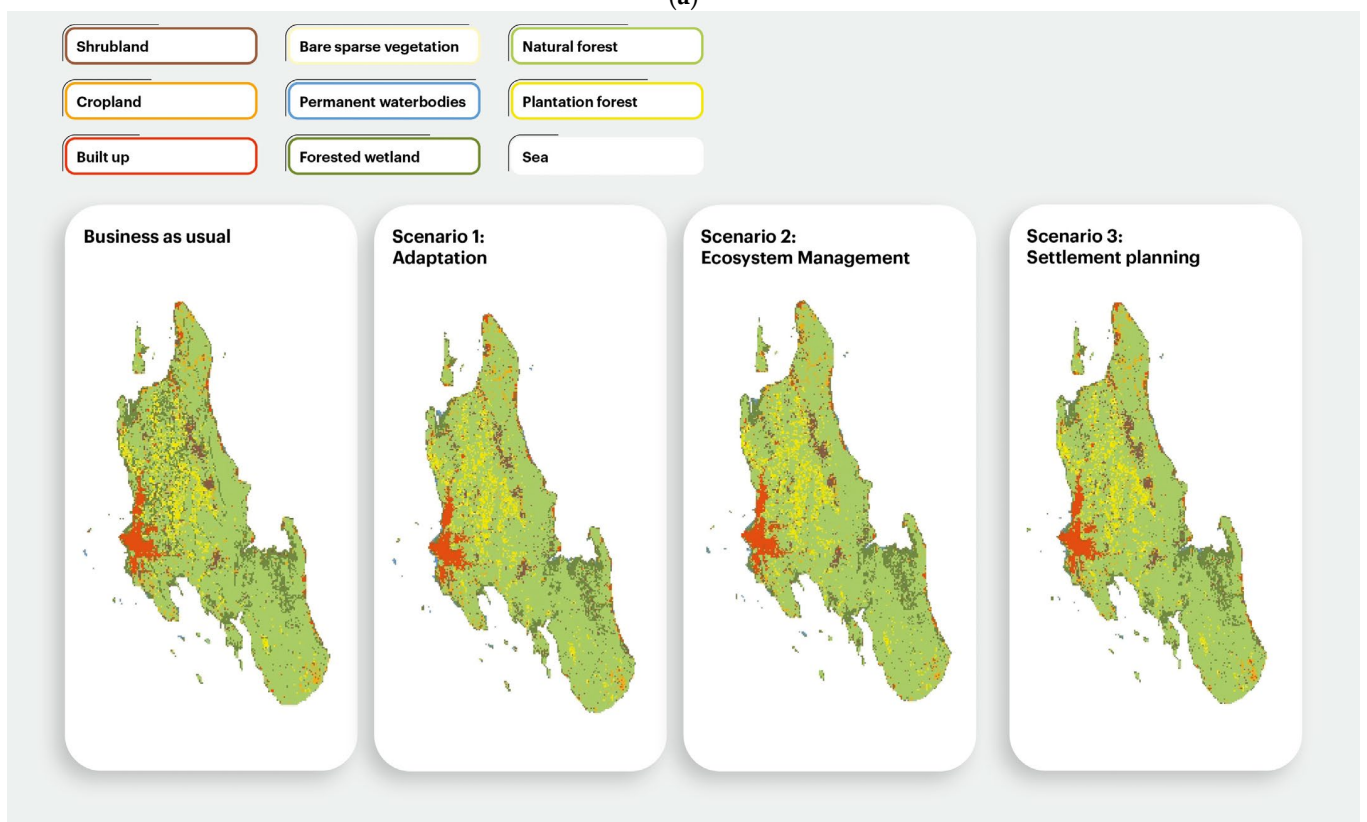 (a)
Shrubland
Bare sparse vegetation
Natural forest
Cropland
Permanent waterbodies
Plantation forest
Built up
Forested wetland
Sea
Business as usual
Scenario 1:
Adaptation
Scenario 2:
Ecosystem Management
Scenario 3:
Settlement planning